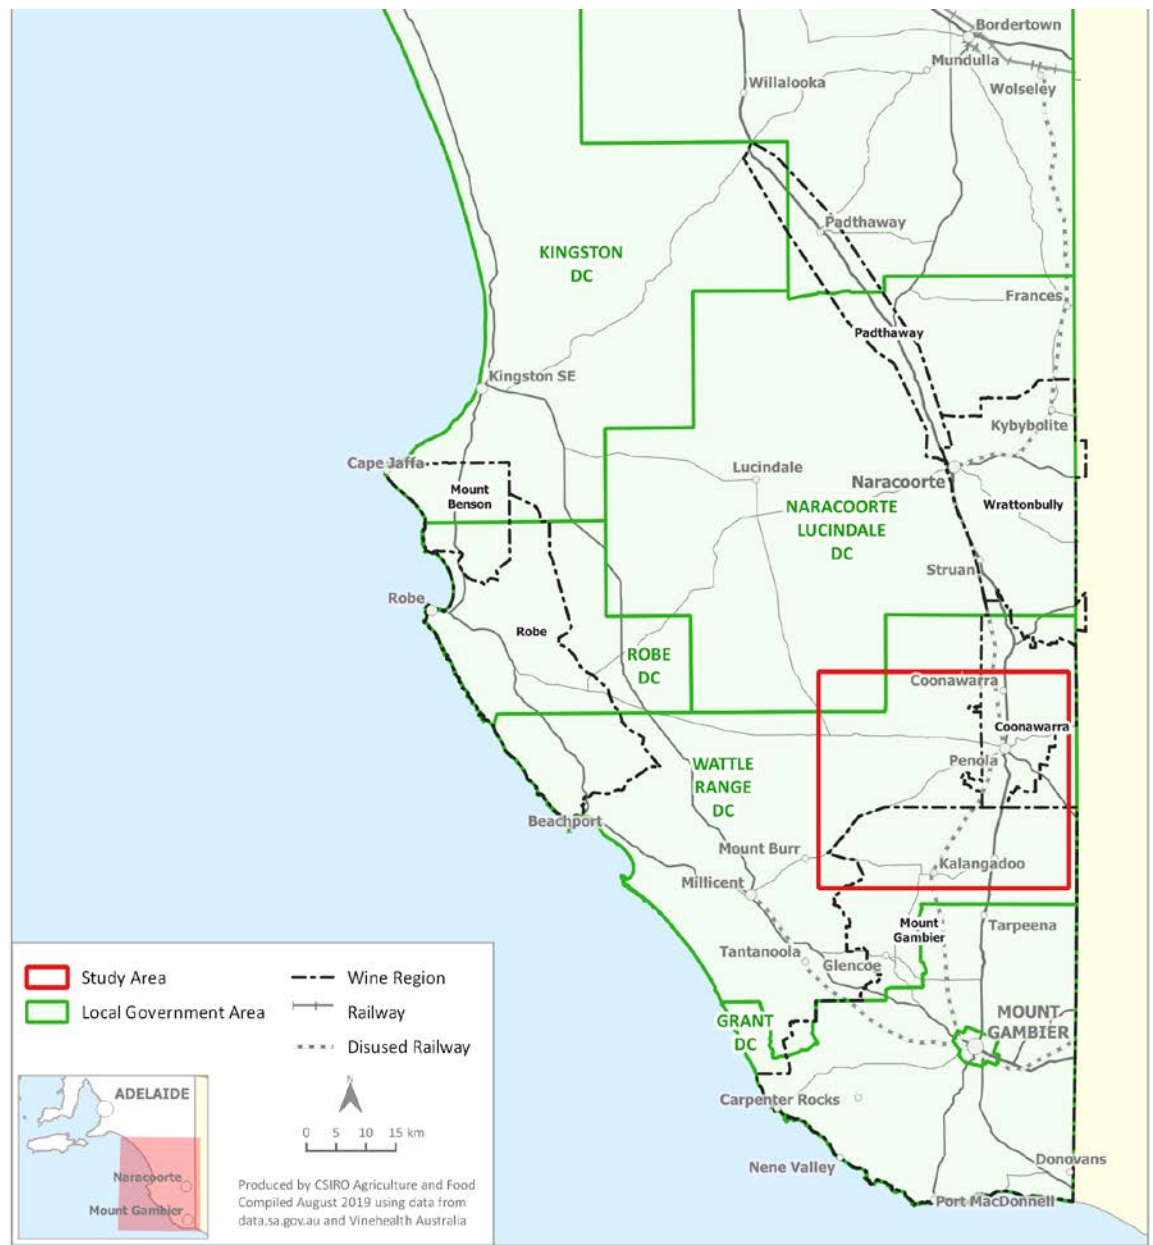 Bordertown
Mundulla
Willalooka
Wolseley
Padthaway
KINGSTON
DC
Frances
Padthaway
Kingston SE
Kybybolite
Cape Jaffa
Lucindale
Naracoorte
Mount
Benson
Wrattonbully
NARACOORTE
LUCINDALE
DC
Struan
Robe
Robe
ROBE
DC
Coonawarra
Coonawarra
Penola
WATTLE
RANGE
DC
Beachport
Mount Burr
Kalangadoo
Millicent
Mount
Gambier
Tarpeena
Tantanoola
Glencoe
GRANT
DC
MOUNT
GAMBIER
Carpenter Rocks
Nene Valley
Donovans
Port MacDonnell
Study Area
Local Government Area
Wine Region
Railway
Disused Railway
ADELAIDE
Naracoorte
Mount Gambier
N
0 5 10 15 km
Produced by CSIRO Agriculture and Food
Compiled August 2019 using data from
data.sa.gov.au and Vinehealth Australia